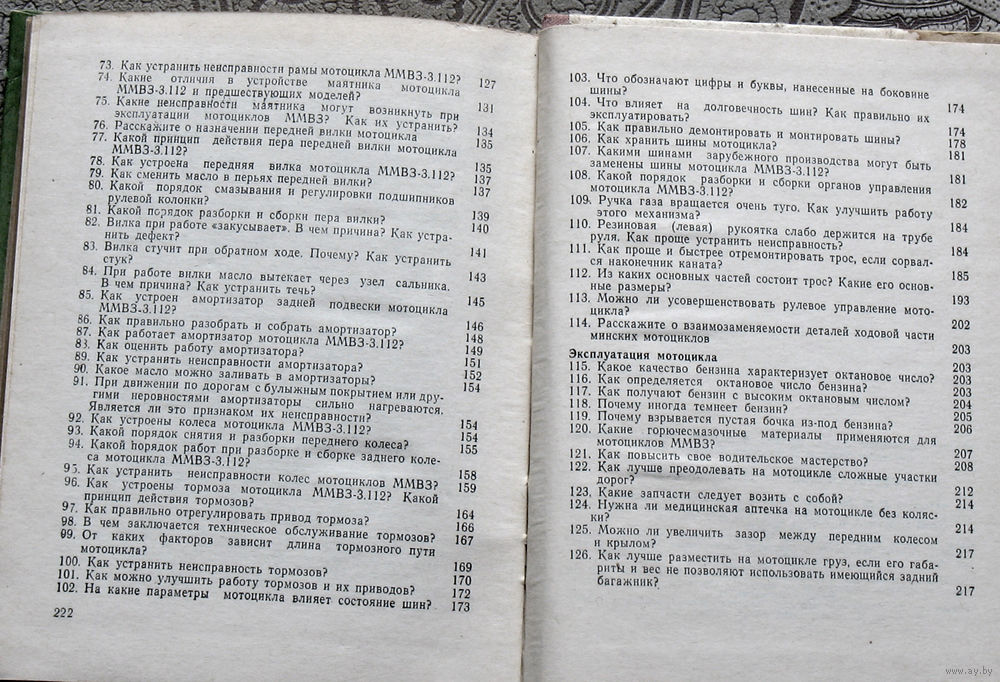 73. Как устранить неисправности рамы мотоцикла ММВЗ-3.112? 127
74. Какие отличия в устройстве маятника мотоцикла
ММВЗ-3.112 и предшествующих моделей? 131
75. Какие неисправности маятника могут возникнуть при
эксплуатации мотоциклов ММВЗ? Как их устранить? 134
76. Расскажите о назначении передней вилки мотоцикла 135
77. Какой принцип действия пера передней вилки мотоцикла
ММВЗ-3.112? 135
78. Как устроена передняя вилка мотоцикла ММВЗ-3.112? 137
79. Как сменить масло в перьях передней вилки? 137
80. Какой порядок смазывания и регулировки подшипников
рулевой колонки? 139
81. Какой порядок разборки и сборки пера вилки? 140
82. Вилка при работе «закусывает». В чем причина? Как устра-
нить дефект? 141
83. Вилка стучит при обратном ходе. Почему? Как устранить
стук? 143
84. При работе вилки масло вытекает через узел сальника.
В чем причина? Как устранить течь? 145
85. Как устроен амортизатор задней подвески мотоцикла
ММВЗ-3.112? 146
86. Как правильно разобрать и собрать амортизатор? 148
87. Как работает амортизатор мотоцикла ММВЗ-3.112? 149
88. Как оценить работу амортизатора? 151
89. Как устранить неисправности амортизатора? 152
90. Какое масло можно заливать в амортизаторы? 154
91. При движении по дорогам с булыжным покрытием или дру-
гими неровностями амортизаторы сильно нагреваются.
Является ли это признаком их неисправности? 154
92. Как устроены колеса мотоцикла ММВЗ-3.112? 154
93. Какой порядок снятия и разборки переднего колеса? 155
94. Какой порядок работ при разборке и сборке заднего коле-
са мотоцикла ММВЗ-3.112? 158
95. Как устранить неисправности колес мотоциклов ММВЗ? 159
96. Как устроены тормоза мотоцикла ММВЗ-3.112? Какой
принцип действия тормозов? 164
97. Как правильно отрегулировать привод тормоза? 166
98. В чем заключается техническое обслуживание тормозов? 167
99. От каких факторов зависит длина тормозного пути
мотоцикла? 169
100. Как устранить неисправность тормозов? 170
101. Как можно улучшить работу тормозов и их приводов? 172
102. На какие параметры мотоцикла влияет состояние шин? 173
222
103. Что обозначают цифры и буквы, нанесенные на боковине
шины? 174
104. Что влияет на долговечность шин? Как правильно их
эксплуатировать? 174
105. Как правильно демонтировать и монтировать шины? 178
106. Как хранить шины мотоцикла? 181
107. Какими шинами зарубежного производства могут быть
заменены шины мотоцикла ММВЗ-3.112? 181
108. Какой порядок разборки и сборки органов управления
мотоцикла ММВЗ-3.112? 182
109. Ручка газа вращается очень туго. Как улучшить работу
этого механизма? 184
110. Резиновая (левая) рукоятка слабо держится на трубе
руля. Как проще устранить неисправность? 184
111. Как проще и быстрее отремонтировать трос, если сорвал-
ся наконечник каната? 185
112. Из каких основных частей состоит трос? Какие его основ-
ные размеры? 193
113. Можно ли усовершенствовать рулевое управление мото-
цикла? 202
114. Расскажите о взаимозаменяемости деталей ходовой части
минских мотоциклов 203
Эксплуатация мотоцикла 203
115. Какое качество бензина характеризует октановое число? 203
116. Как определяется октановое число бензина? 203
117. Как получают бензин с высоким октановым числом? 204
118. Почему иногда темнеет бензин? 205
119. Почему взрывается пустая бочка из-под бензина? 206
120. Какие горючесмазочные материалы применяются для
мотоциклов ММВЗ? 207
121. Как повысить свое водительское мастерство? 208
122. Как лучше преодолевать на мотоцикле сложные участки
дорог? 212
123. Какие запчасти следует возить с собой? 214
124. Нужна ли медицинская аптечка на мотоцикле без коляс-
ки? 214
125. Можно ли увеличить зазор между передним колесом
и крылом? 217
126. Как лучше разместить на мотоцикле груз, если его габа-
риты и вес не позволяют использовать имеющийся задний
багажник? 217
www.ay.by